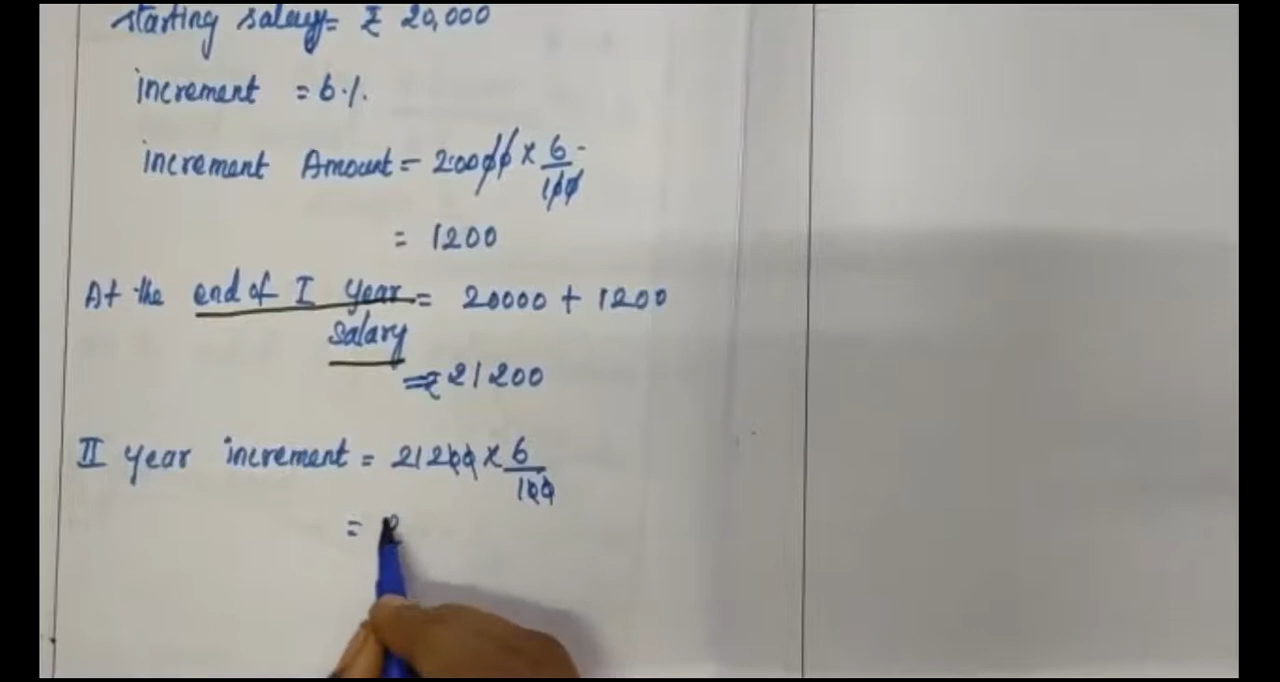 starting salary = ₹ 20,000
increment = 6%.
increment Amount = 20000 × 6/100
= 1200
At the end of I year = 20000 + 1200
salary
= ₹ 21200
II year increment = 21200 × 6/100
=